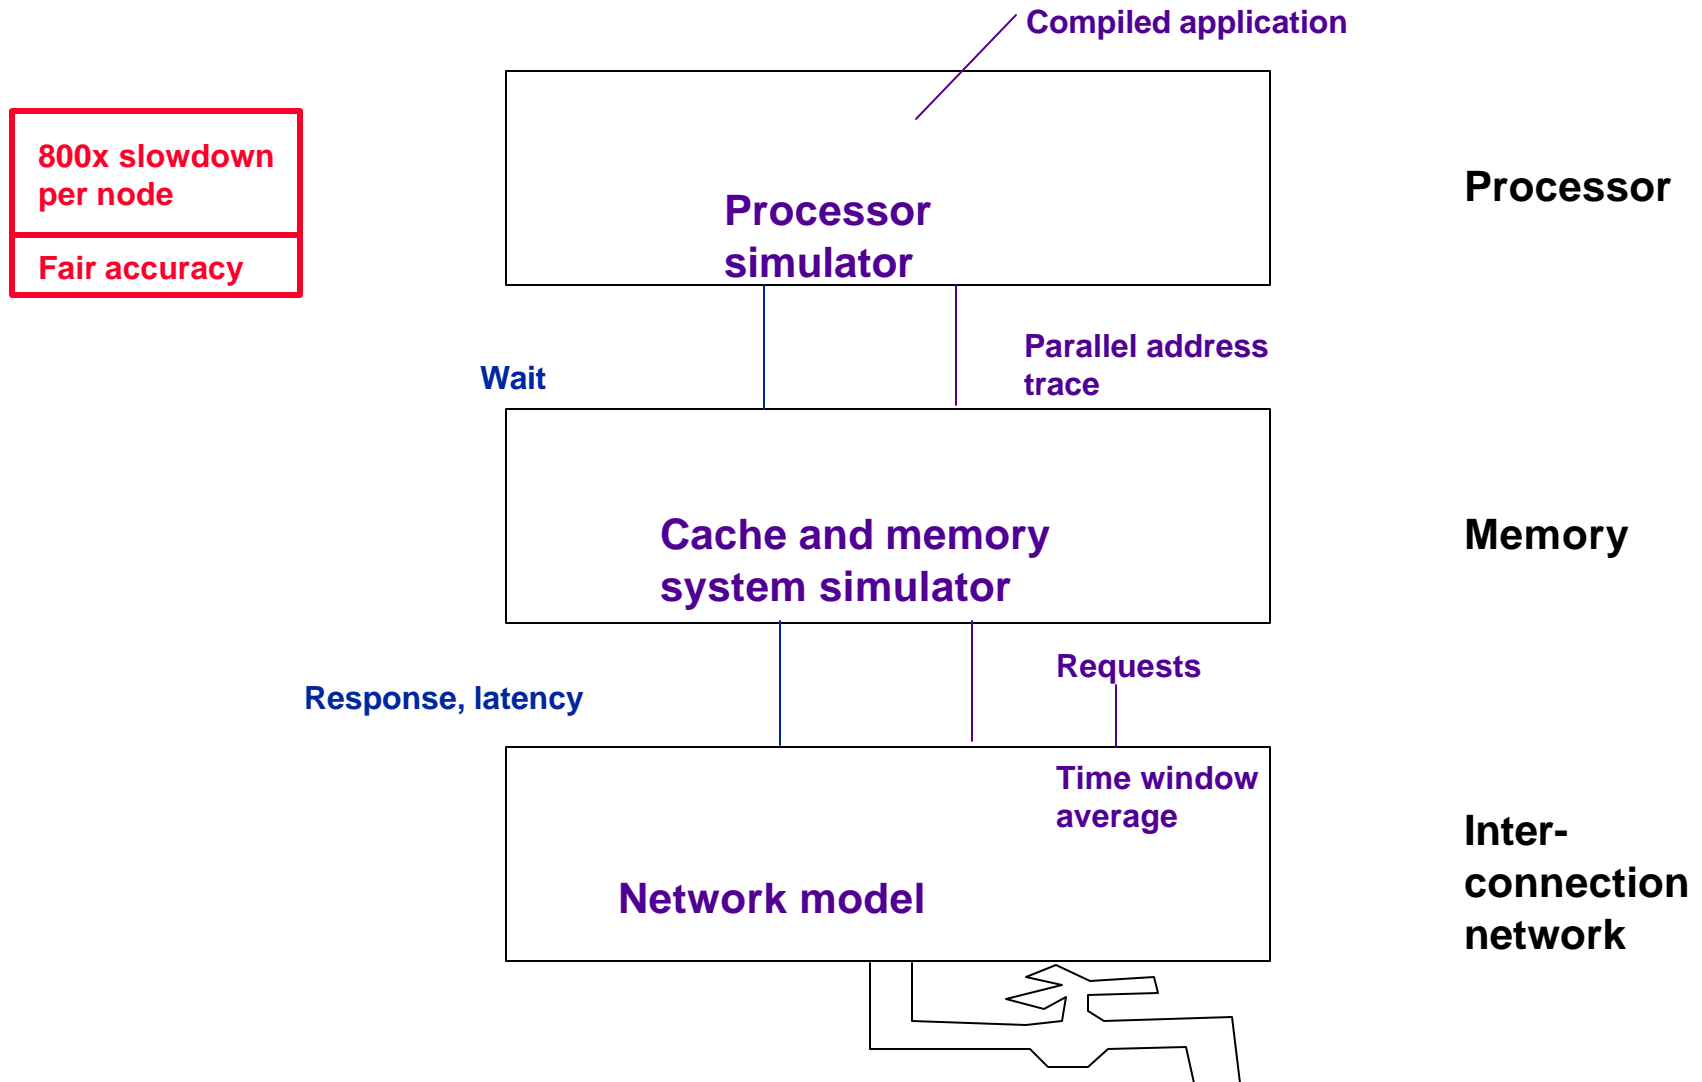 Compiled application
800x slowdown
per node
Fair accuracy
Processor
simulator
Processor
Wait
Parallel address
trace
Cache and memory
system simulator
Memory
Response, latency
Requests
Time window
average
Network model
Inter-
connection
network